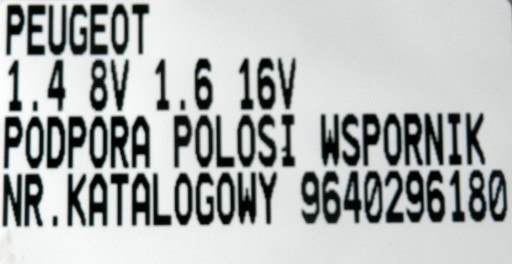 PEUGEOT
1.4 8V 1.6 16V
PODPORA POLOSI WSPORNIK
NR.KATALOGOWY 9640296180